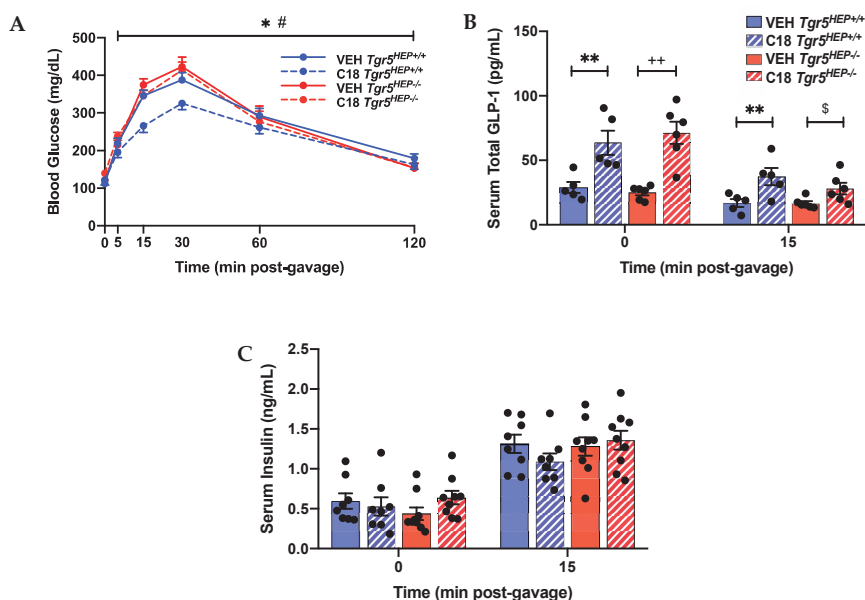 A
* #
Blood Glucose (mg/dL)
500
400
300
200
100
0
0 5 15 30 60 120
Time (min post-gavage)
VEH Tgr5HEP+/+
C18 Tgr5HEP+/+
VEH Tgr5HEP-/-
C18 Tgr5HEP-/-
B
Serum Total GLP-1
(pg/mL)
150
100
50
0
** ++ ** $
0 15
Time (min post-gavage)
VEH Tgr5HEP+/+
C18 Tgr5HEP+/+
VEH Tgr5HEP-/-
C18 Tgr5HEP-/-
C
Serum Insulin (ng/mL)
2.5
2.0
1.5
1.0
0.5
0.0
0 15
Time (min post-gavage)